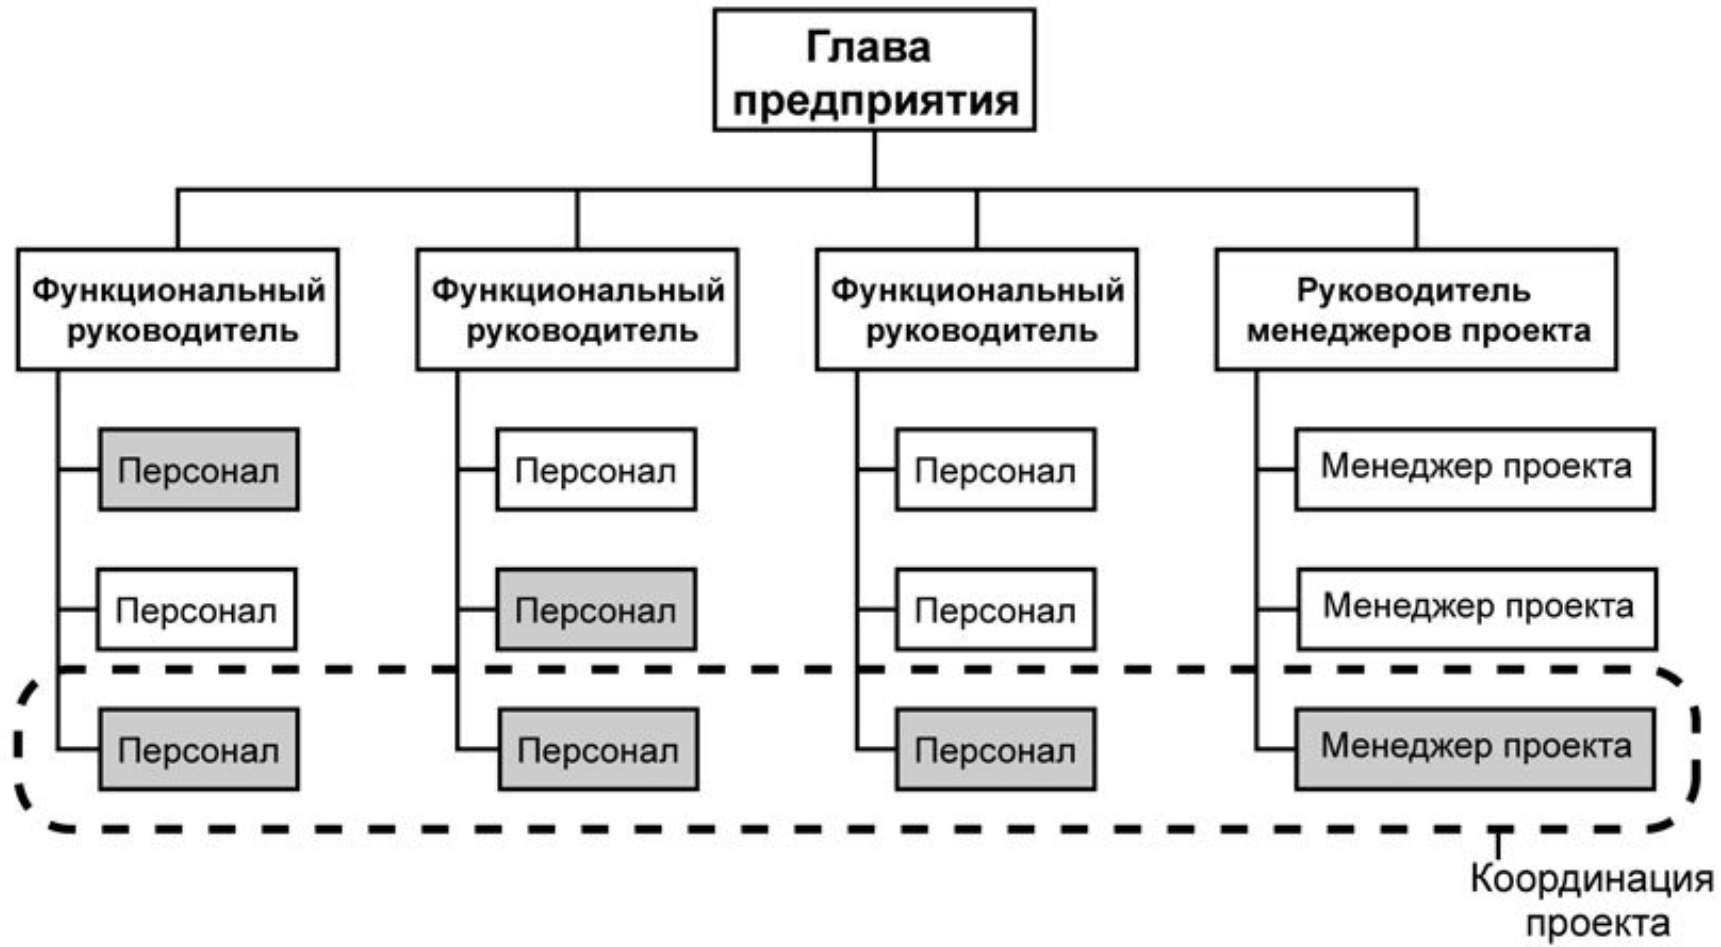 Глава
предприятия
Функциональный
руководитель
Функциональный
руководитель
Функциональный
руководитель
Руководитель
менеджеров проекта
Персонал
Персонал
Персонал
Менеджер проекта
Персонал
Персонал
Персонал
Менеджер проекта
Персонал
Персонал
Персонал
Менеджер проекта
Координация
проекта